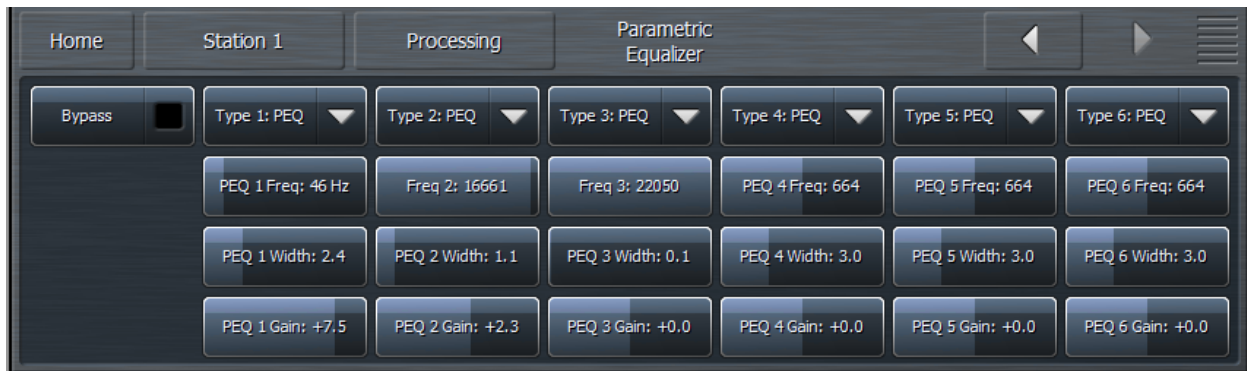 Home
Station 1
Processing
Parametric
Equalizer
Bypass
Type 1: PEQ
Type 2: PEQ
Type 3: PEQ
Type 4: PEQ
Type 5: PEQ
Type 6: PEQ
PEQ 1 Freq: 46 Hz
Freq 2: 16661
Freq 3: 22050
PEQ 4 Freq: 664
PEQ 5 Freq: 664
PEQ 6 Freq: 664
PEQ 1 Width: 2.4
PEQ 2 Width: 1.1
PEQ 3 Width: 0.1
PEQ 4 Width: 3.0
PEQ 5 Width: 3.0
PEQ 6 Width: 3.0
PEQ 1 Gain: +7.5
PEQ 2 Gain: +2.3
PEQ 3 Gain: +0.0
PEQ 4 Gain: +0.0
PEQ 5 Gain: +0.0
PEQ 6 Gain: +0.0